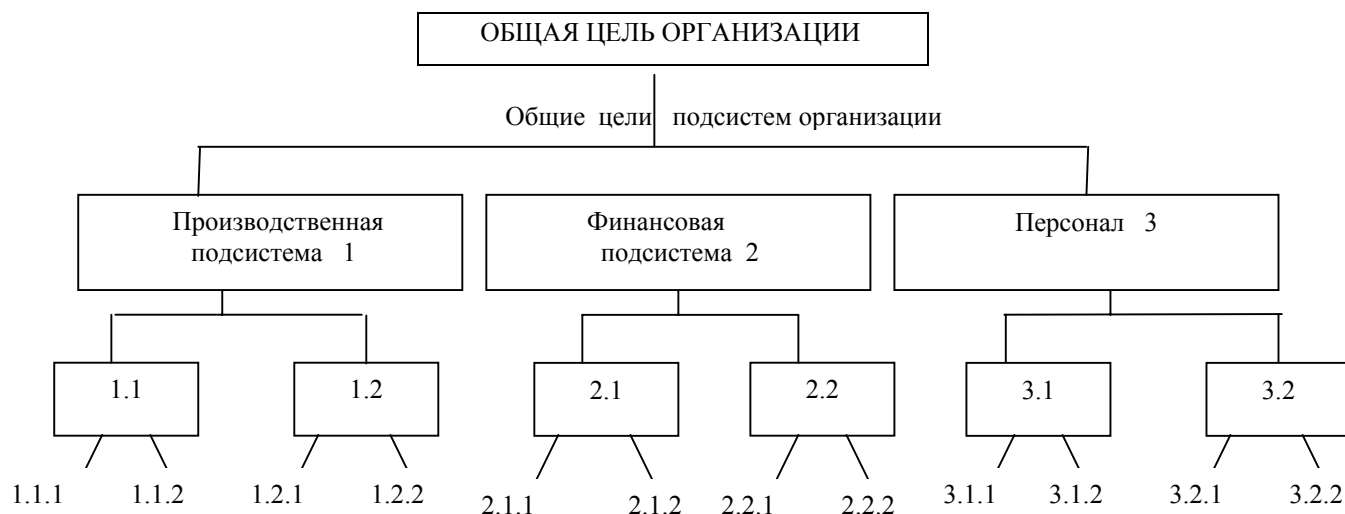 ОБЩАЯ ЦЕЛЬ ОРГАНИЗАЦИИ
Общие цели подсистем организации
Производственная
подсистема 1
Финансовая
подсистема 2
Персонал 3
1.1
1.2
2.1
2.2
3.1
3.2
1.1.1
1.1.2
1.2.1
1.2.2
2.1.1
2.1.2
2.2.1
2.2.2
3.1.1
3.1.2
3.2.1
3.2.2